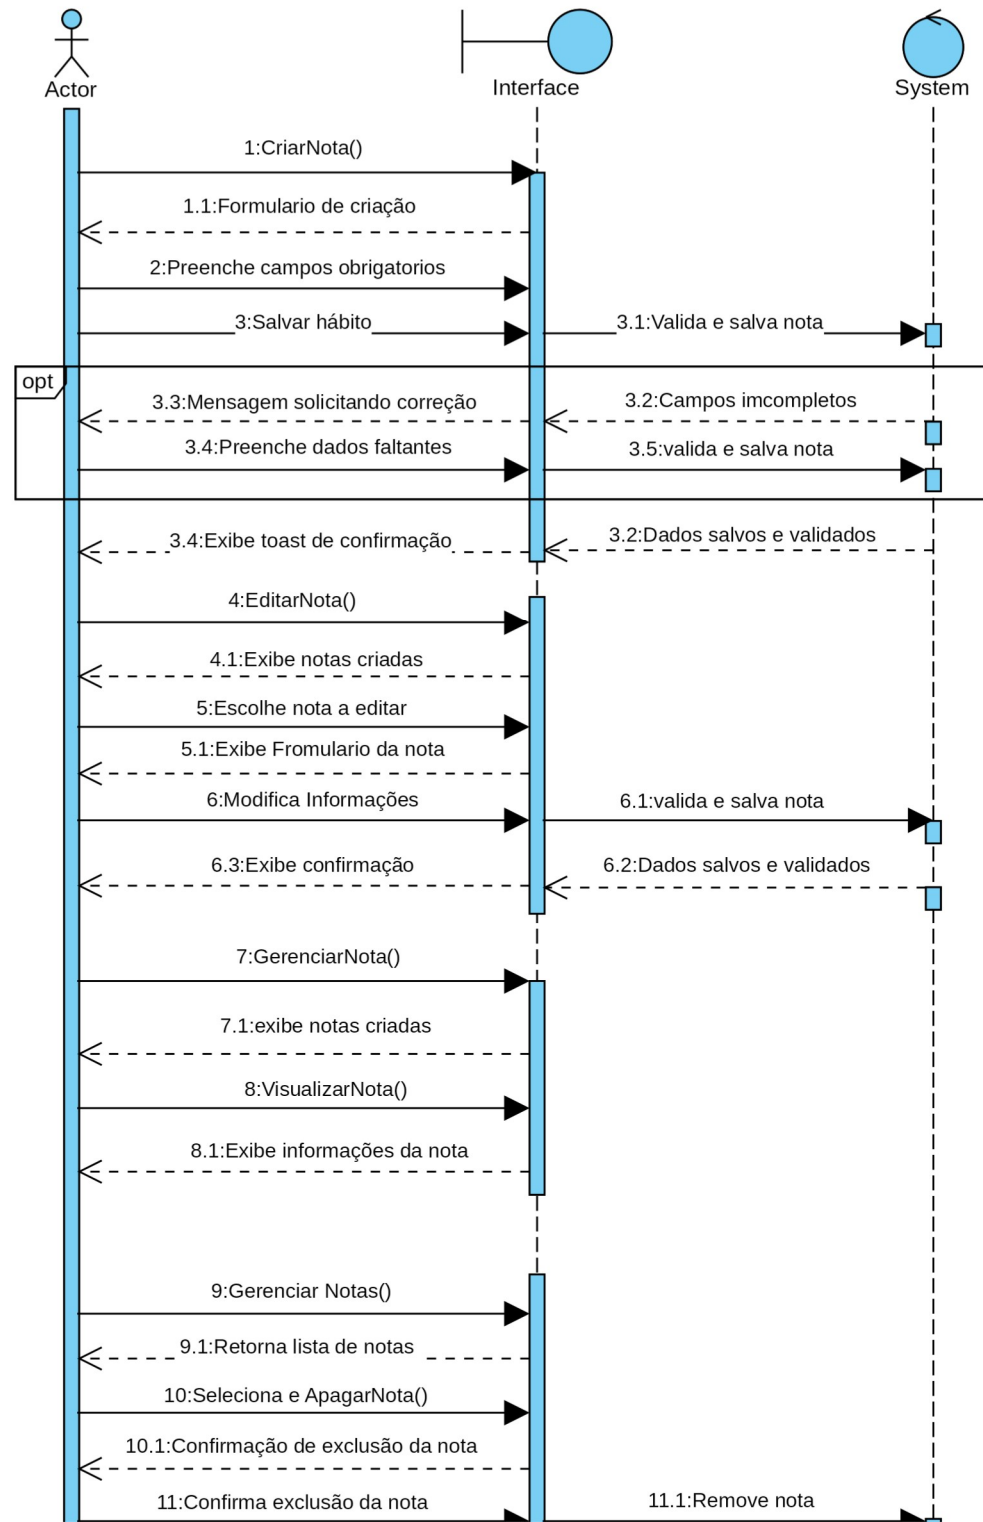 Actor
Interface
System
1:CriarNota()
1.1:Formulario de criação
2:Preenche campos obrigatorios
3:Salvar hábito
3.1:Valida e salva nota
opt
3.3:Mensagem solicitando correção
3.2:Campos imcompletos
3.4:Preenche dados faltantes
3.5:valida e salva nota
3.4:Exibe toast de confirmação
3.2:Dados salvos e validados
4:EditarNota()
4.1:Exibe notas criadas
5:Escolhe nota a editar
5.1:Exibe Fromulario da nota
6:Modifica Informações
6.1:valida e salva nota
6.3:Exibe confirmação
6.2:Dados salvos e validados
7:GerenciarNota()
7.1:exibe notas criadas
8:VisualizarNota()
8.1:Exibe informações da nota
9:Gerenciar Notas()
9.1:Retorna lista de notas
10:Seleciona e ApagarNota()
10.1:Confirmação de exclusão da nota
11:Confirma exclusão da nota
11.1:Remove nota